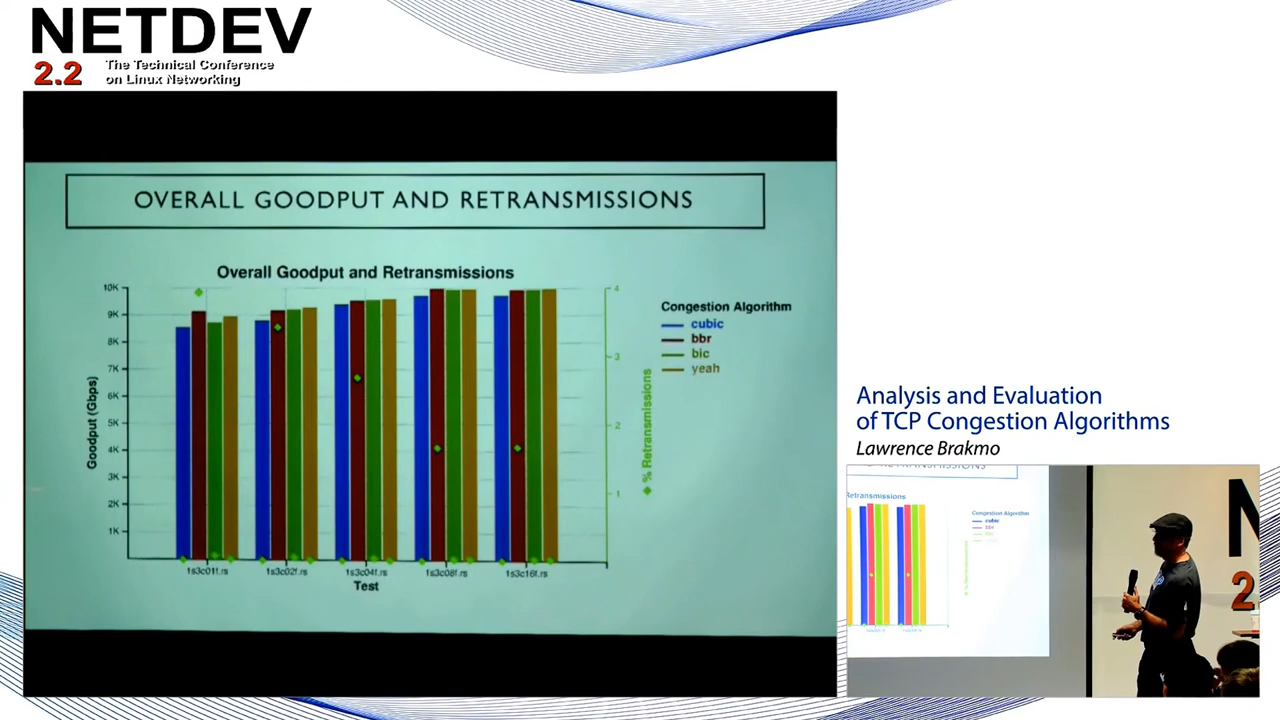 NETDEV
2.2 The Technical Conference
on Linux Networking
OVERALL GOODPUT AND RETRANSMISSIONS
Overall Goodput and Retransmissions
10K
9K
8K
7K
6K
5K
4K
3K
2K
1K
Goodput (Gbps)
4
3
2
1
% Retransmissions
1s3c01f.rs 1s3c02f.rs 1s3c04f.rs 1s3c08f.rs 1s3c16f.rs
Test
Congestion Algorithm
cubic
bbr
bic
yeah
Analysis and Evaluation
of TCP Congestion Algorithms
Lawrence Brakmo
Retransmissions
Congestion Algorithm
cubic
bbr
N
2